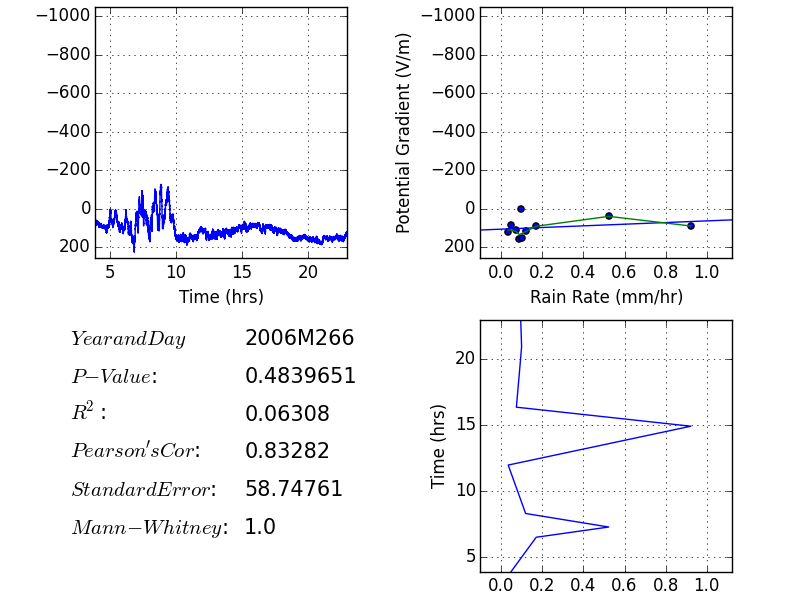 −1000
−800
−600
−400
−200
0
200
5 10 15 20
Time (hrs)
Potential Gradient (V/m)
−1000
−800
−600
−400
−200
0
200
0.0 0.2 0.4 0.6 0.8 1.0
Rain Rate (mm/hr)
YearandDay 2006M266
P−Value: 0.4839651
R²: 0.06308
Pearson'sCor: 0.83282
StandardError: 58.74761
Mann−Whitney: 1.0
Time (hrs)
20
15
10
5
0.0 0.2 0.4 0.6 0.8 1.0